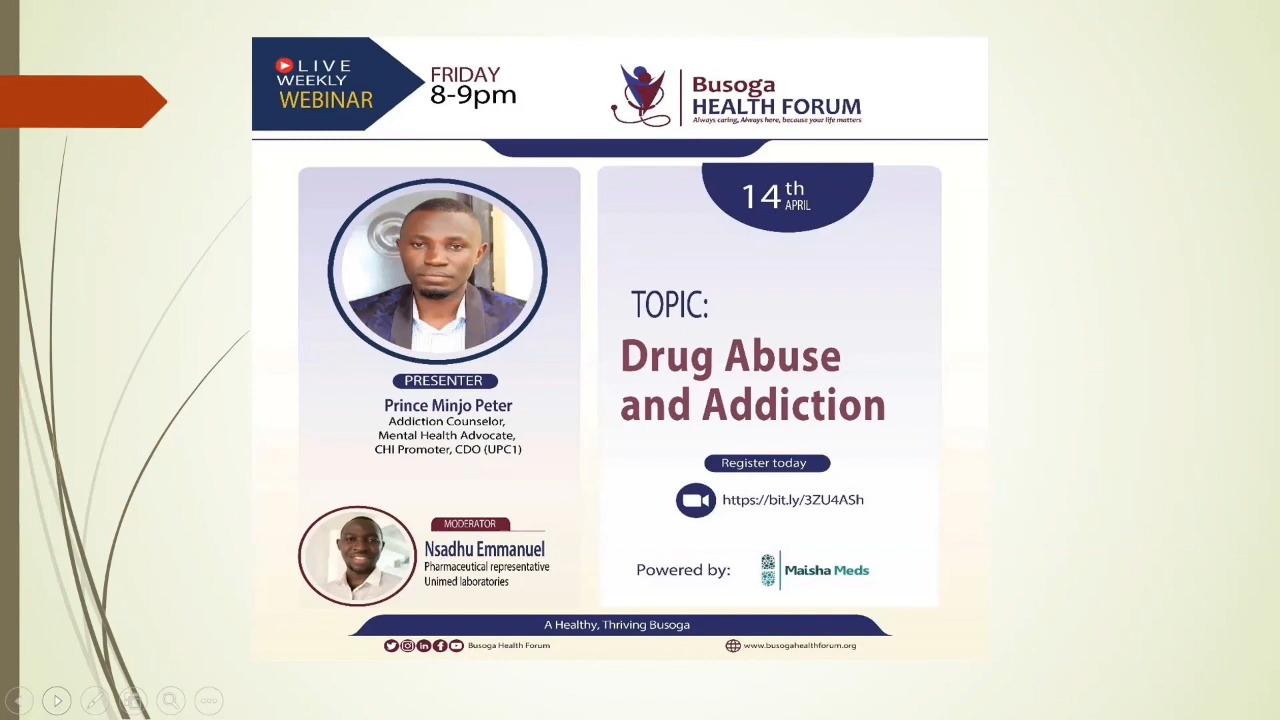 LIVE
WEEKLY
WEBINAR
FRIDAY
8-9pm
Busoga
HEALTH FORUM
Always caring, Always here, because your life matters
PRESENTER
Prince Minjo Peter
Addiction Counselor,
Mental Health Advocate,
CHI Promoter, CDO (UPC1)
MODERATOR
Nsadhu Emmanuel
Pharmaceutical representative
Unimed laboratories
14th
APRIL
TOPIC:
Drug Abuse
and Addiction
Register today
https://bit.ly/3ZU4ASh
Powered by:
Maisha Meds
A Healthy, Thriving Busoga
Busoga Health Forum
www.busogahealthforum.org